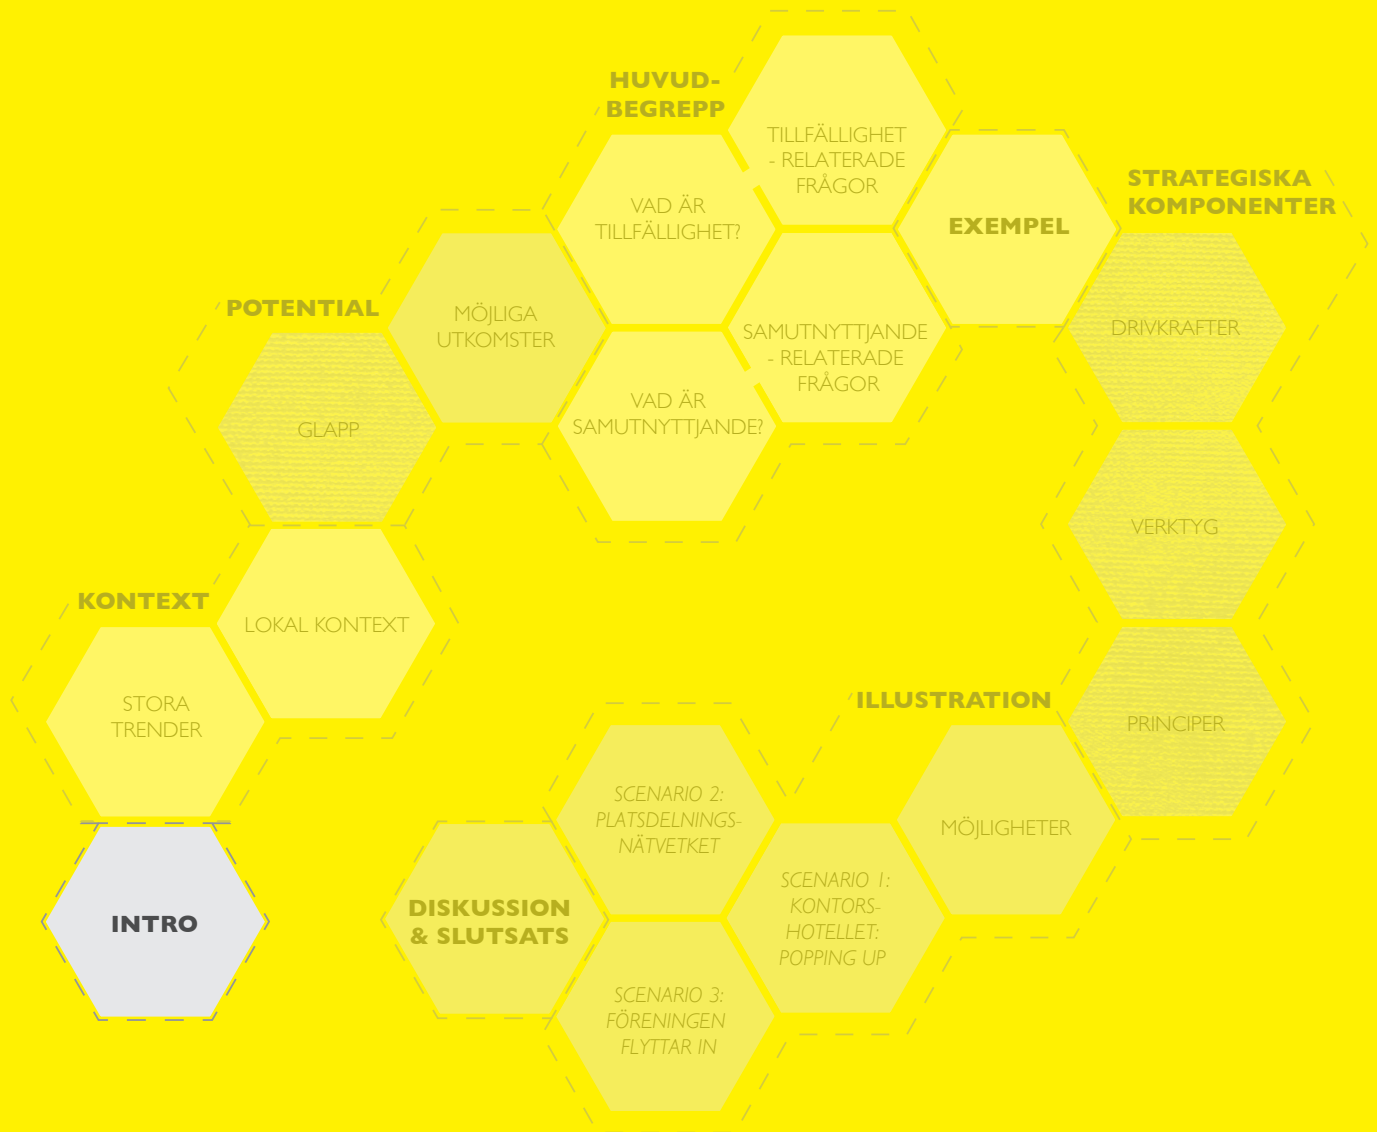 INTRO
KONTEXT
STORA
TRENDER
LOKAL KONTEXT
POTENTIAL
GLAPP
MÖJLIGA
UTKOMSTER
HUVUD-
BEGREPP
VAD ÄR
TILLFÄLLIGHET?
TILLFÄLLIGHET
- RELATERADE
FRÅGOR
VAD ÄR
SAMUTNYTTJANDE?
SAMUTNYTTJANDE
- RELATERADE
FRÅGOR
EXEMPEL
STRATEGISKA
KOMPONENTER
DRIVKRAFTER
VERKTYG
PRINCIPER
ILLUSTRATION
MÖJLIGHETER
SCENARIO 1:
KONTORS-
HOTELLET:
POPPING UP
SCENARIO 2:
PLATSDELNINGS-
NÄTVETKET
SCENARIO 3:
FÖRENINGEN
FLYTTAR IN
DISKUSSION
& SLUTSATS